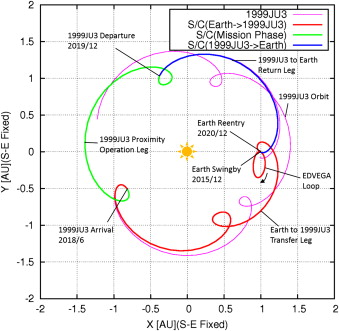 1999JU3
S/C(Earth->1999JU3)
S/C(Mission Phase)
S/C(1999JU3->Earth)
1999JU3 Departure
2019/12
1999JU3 to Earth
Return Leg
1999JU3 Orbit
Earth Reentry
2020/12
1999JU3 Proximity
Operation Leg
Earth Swingby
2015/12
EDVEGA
Loop
1999JU3 Arrival
2018/6
Earth to 1999JU3
Transfer Leg
Y [AU](S-E Fixed)
2
1.5
1
0.5
0
-0.5
-1
-1.5
-2
-2 -1.5 -1 -0.5 0 0.5 1 1.5 2
X [AU](S-E Fixed)